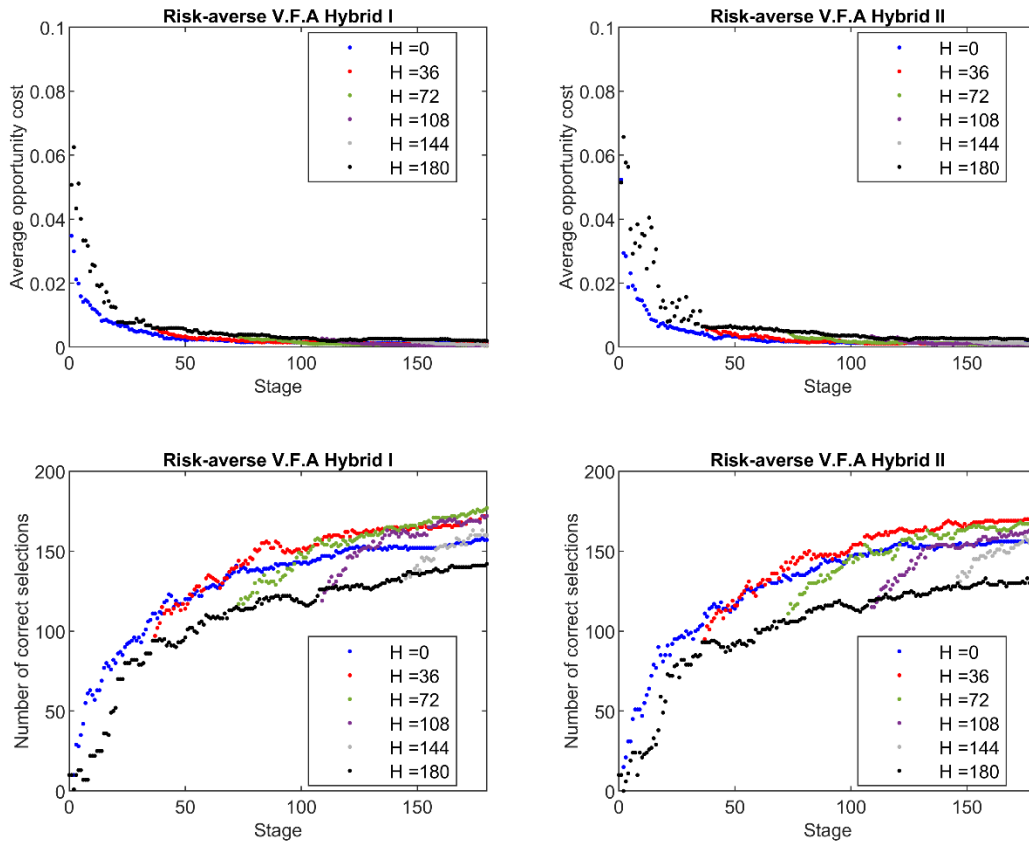 Risk-averse V.F.A Hybrid I
0.1
0.08
0.06
0.04
0.02
0
Average opportunity cost
0
50
100
150
Stage
H =0
H =36
H =72
H =108
H =144
H =180
Risk-averse V.F.A Hybrid II
0.1
0.08
0.06
0.04
0.02
0
Average opportunity cost
0
50
100
150
Stage
H =0
H =36
H =72
H =108
H =144
H =180
Risk-averse V.F.A Hybrid I
200
150
100
50
0
Number of correct selections
0
50
100
150
Stage
H =0
H =36
H =72
H =108
H =144
H =180
Risk-averse V.F.A Hybrid II
200
150
100
50
0
Number of correct selections
0
50
100
150
Stage
H =0
H =36
H =72
H =108
H =144
H =180